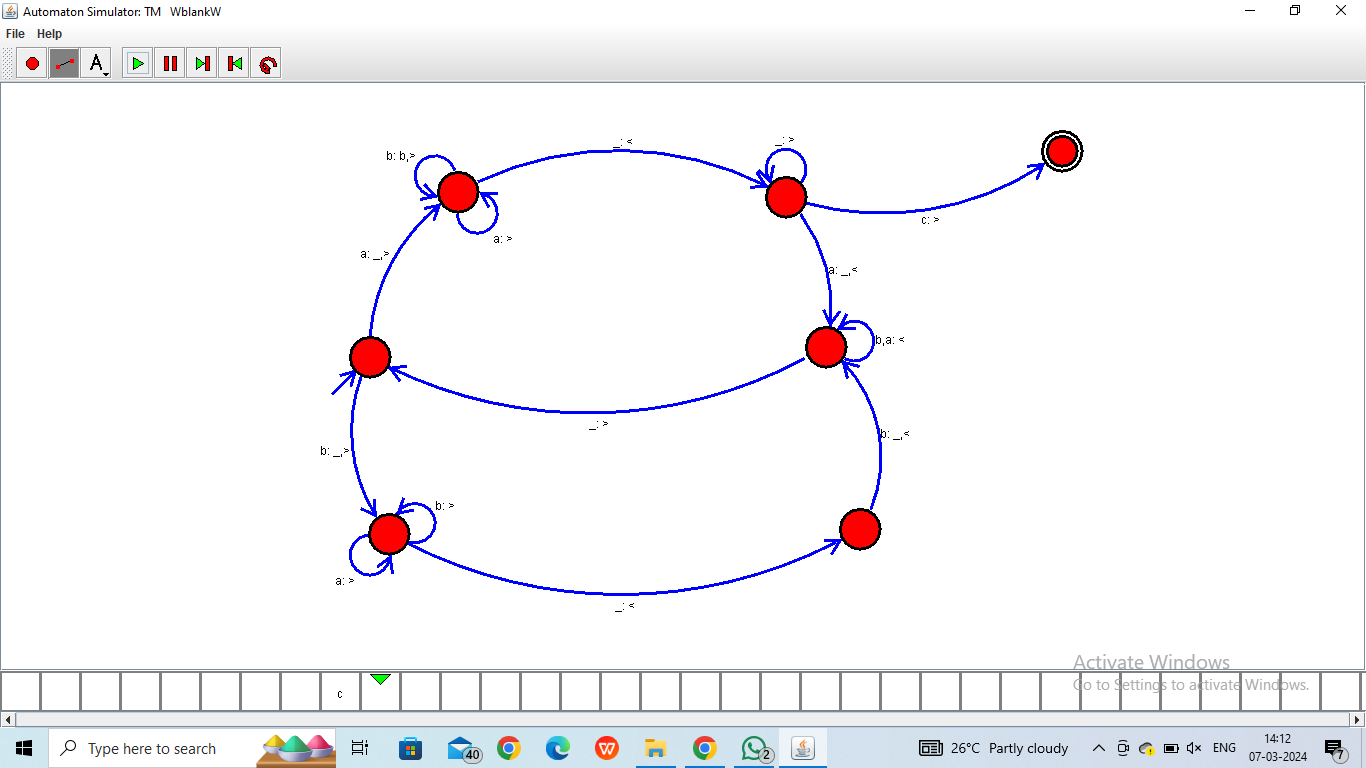 Automaton Simulator: TM WblankW
File Help
A
_: <
_: >
b: b,>
c: >
a: >
a: _,>
a: _,<
b,a: <
_: >
b: _,<
b: _,>
b: >
a: >
_: <
Activate Windows
Go to Settings to activate Windows.
c
Type here to search
40
W
2
26°C Partly cloudy
ENG
14:12
07-03-2024
7